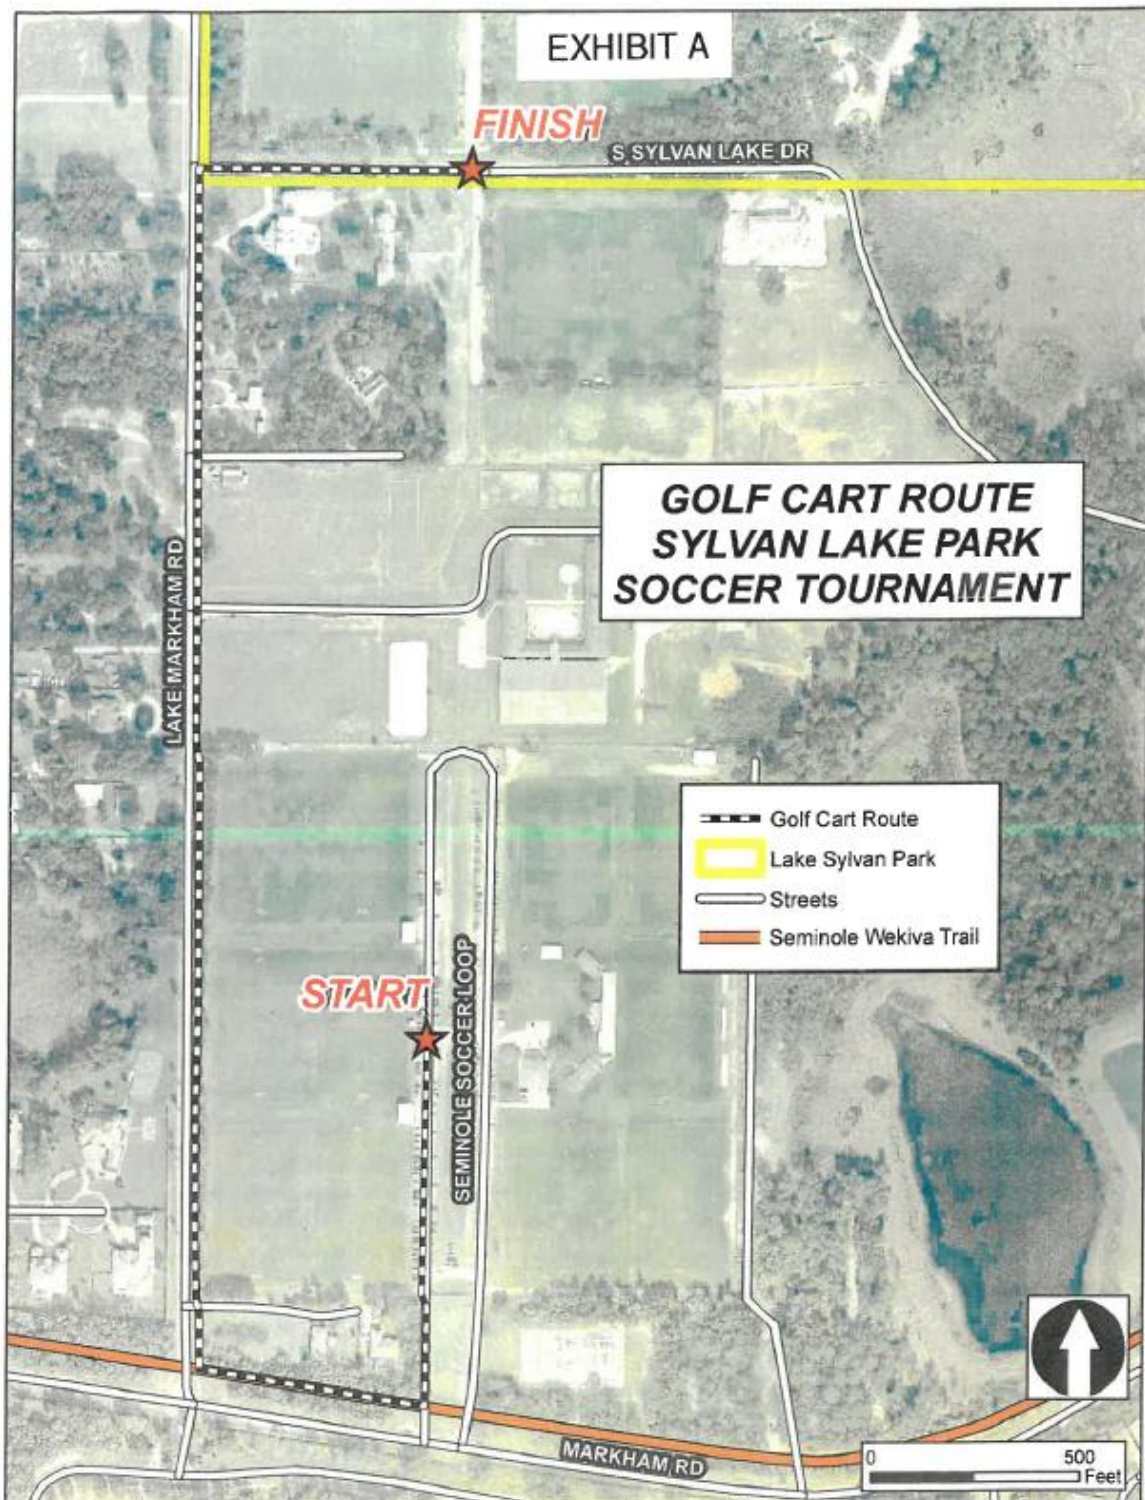 EXHIBIT A
FINISH
S SYLVAN LAKE DR
GOLF CART ROUTE
SYLVAN LAKE PARK
SOCCER TOURNAMENT
LAKE MARKHAM RD
Golf Cart Route
Lake Sylvan Park
Streets
Seminole Wekiva Trail
START
SEMINOLE SOCCER LOOP
MARKHAM RD
0 500
Feet